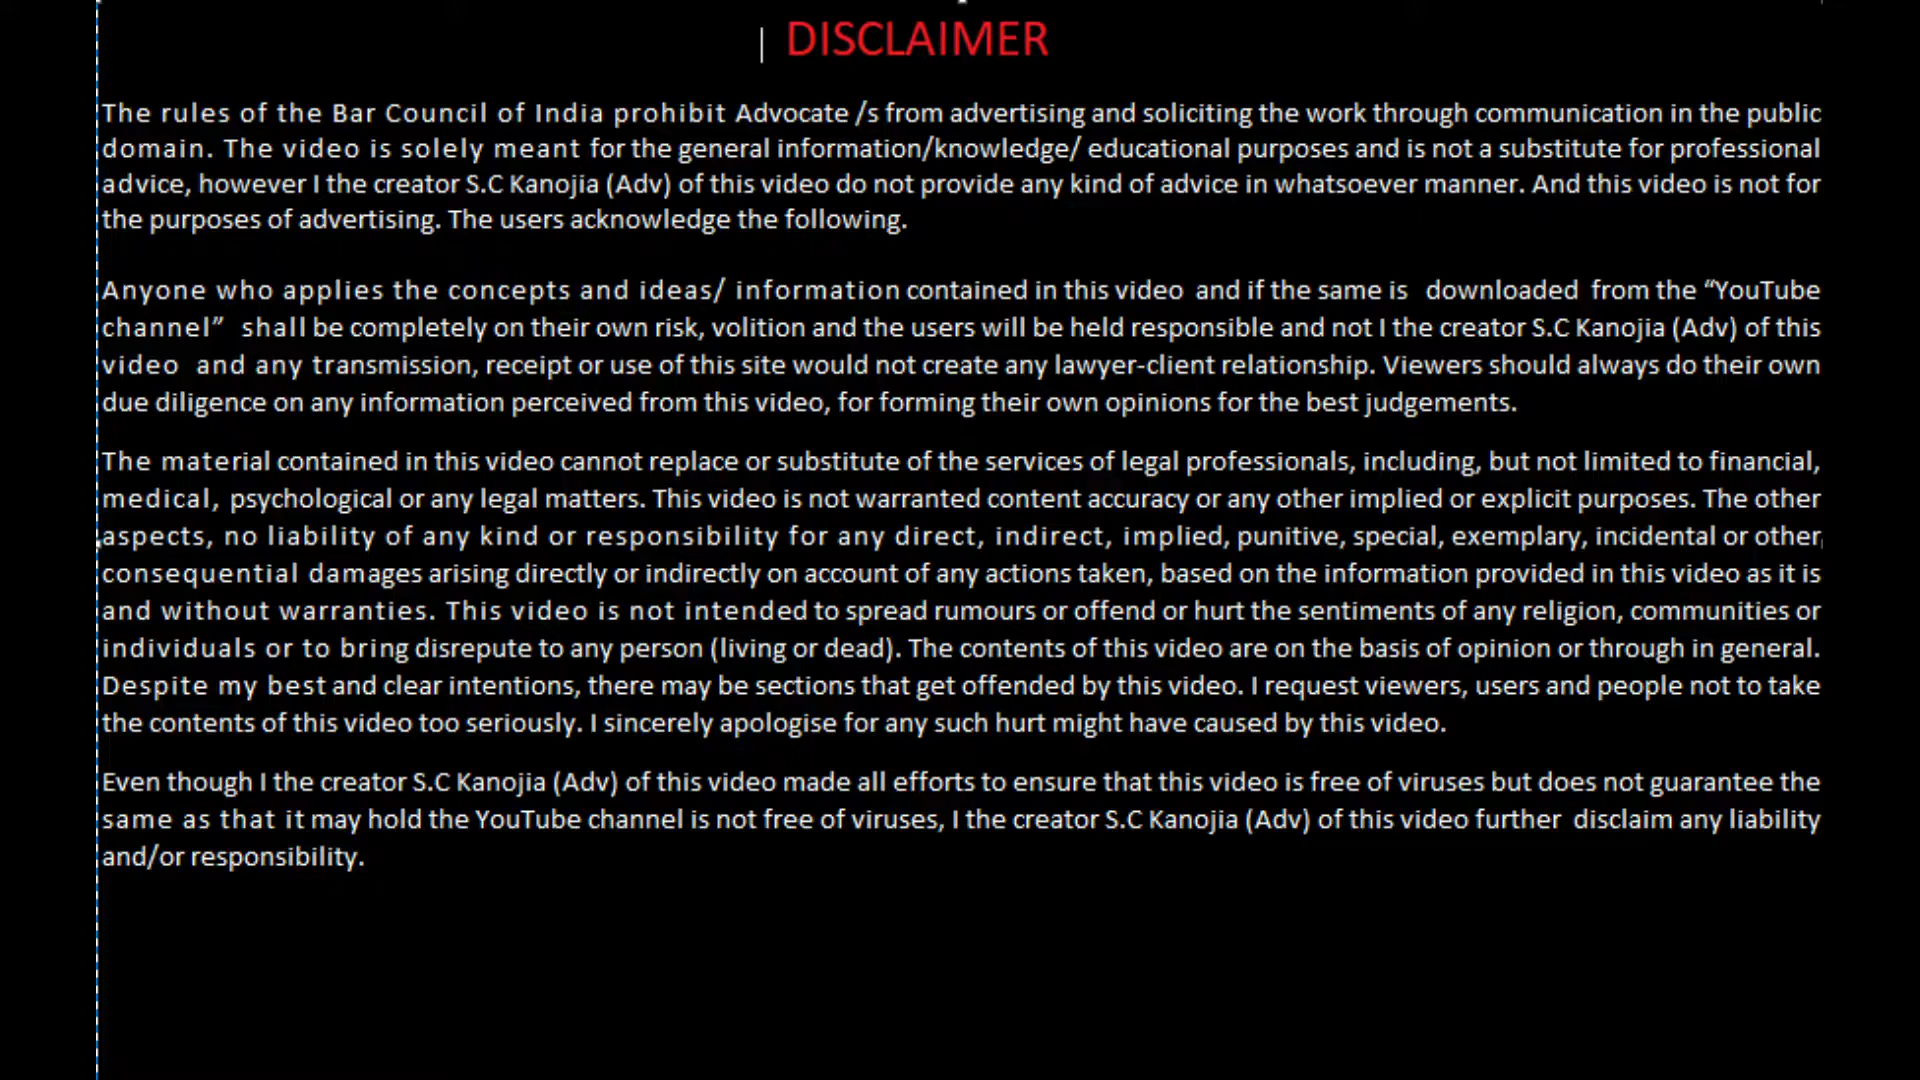 DISCLAIMER
The rules of the Bar Council of India prohibit Advocate /s from advertising and soliciting the work through communication in the public
domain. The video is solely meant for the general information/knowledge/ educational purposes and is not a substitute for professional
advice, however I the creator S.C Kanojia (Adv) of this video do not provide any kind of advice in whatsoever manner. And this video is not for
the purposes of advertising. The users acknowledge the following.
Anyone who applies the concepts and ideas/ information contained in this video and if the same is downloaded from the “YouTube
channel” shall be completely on their own risk, volition and the users will be held responsible and not I the creator S.C Kanojia (Adv) of this
video and any transmission, receipt or use of this site would not create any lawyer-client relationship. Viewers should always do their own
due diligence on any information perceived from this video, for forming their own opinions for the best judgements.
The material contained in this video cannot replace or substitute of the services of legal professionals, including, but not limited to financial,
medical, psychological or any legal matters. This video is not warranted content accuracy or any other implied or explicit purposes. The other
aspects, no liability of any kind or responsibility for any direct, indirect, implied, punitive, special, exemplary, incidental or other
consequential damages arising directly or indirectly on account of any actions taken, based on the information provided in this video as it is
and without warranties. This video is not intended to spread rumours or offend or hurt the sentiments of any religion, communities or
individuals or to bring disrepute to any person (living or dead). The contents of this video are on the basis of opinion or through in general.
Despite my best and clear intentions, there may be sections that get offended by this video. I request viewers, users and people not to take
the contents of this video too seriously. I sincerely apologise for any such hurt might have caused by this video.
Even though I the creator S.C Kanojia (Adv) of this video made all efforts to ensure that this video is free of viruses but does not guarantee the
same as that it may hold the YouTube channel is not free of viruses, I the creator S.C Kanojia (Adv) of this video further disclaim any liability
and/or responsibility.